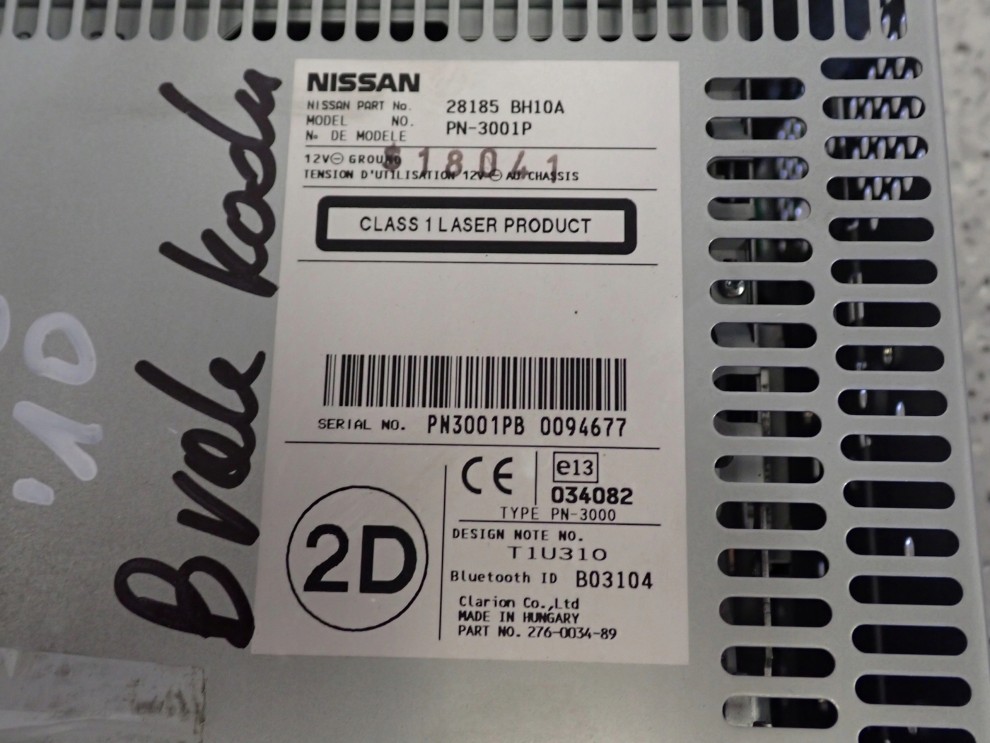 NISSAN
NISSAN PART No. 28185 BH10A
MODEL NO. PN-3001P
N° DE MODELE
12V⊖ GROUND
18041
TENSION D'UTILISATION 12V ⊖ AU CHASSIS
CLASS 1 LASER PRODUCT
SERIAL NO. PN3001PB 0094677
2D
CE
e13
034082
TYPE PN-3000
DESIGN NOTE NO.
T1U310
Bluetooth ID B03104
Clarion Co.,Ltd
MADE IN HUNGARY
PART NO. 276-0034-89
kodu
.10